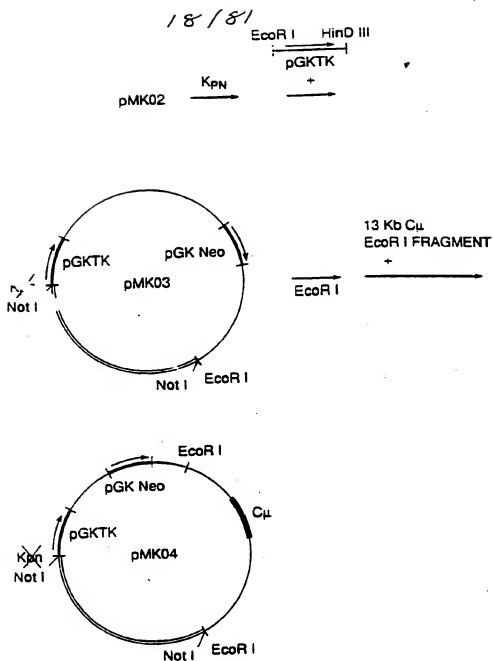 18/81
EcoR I HinD III
pGKTK
+
pMK02 KPN
13 Kb Cμ
EcoR I FRAGMENT
+
pGKTK
pGK Neo
pMK03
Not I
EcoR I
Not I EcoR I
EcoR I
pGK Neo
Cμ
pGKTK
Kpn
pMK04
Not I
Not I EcoR I